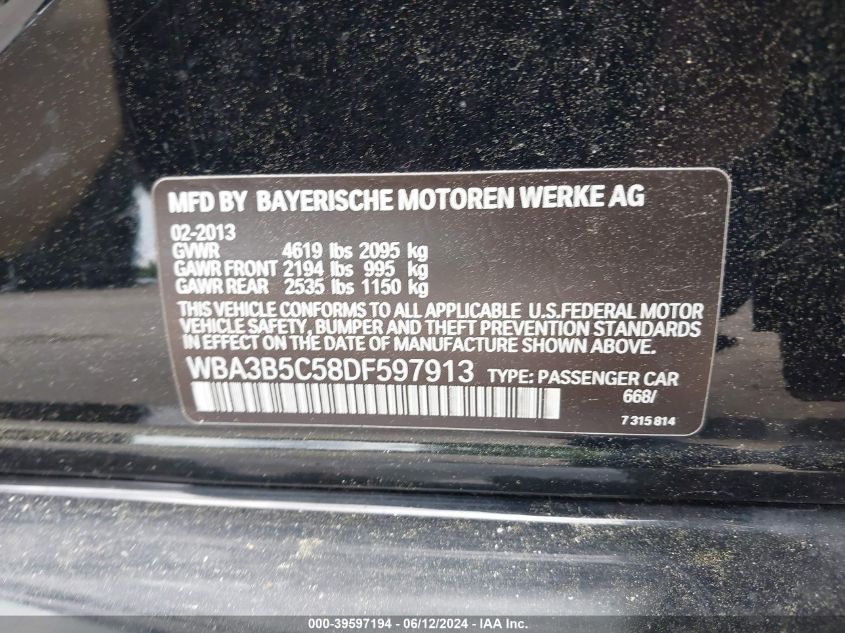 MFD BY BAYERISCHE MOTOREN WERKE AG
02-2013
GVWR 4619 lbs 2095 kg
GAWR FRONT 2194 lbs 995 kg
GAWR REAR 2535 lbs 1150 kg
THIS VEHICLE CONFORMS TO ALL APPLICABLE U.S.FEDERAL MOTOR
VEHICLE SAFETY, BUMPER AND THEFT PREVENTION STANDARDS
IN EFFECT ON THE DATE OF MANUFACTURE SHOWN ABOVE.
WBA3B5C58DF597913 TYPE: PASSENGER CAR
668/
7 315 814
000-39597194 - 06/12/2024 - IAA Inc.